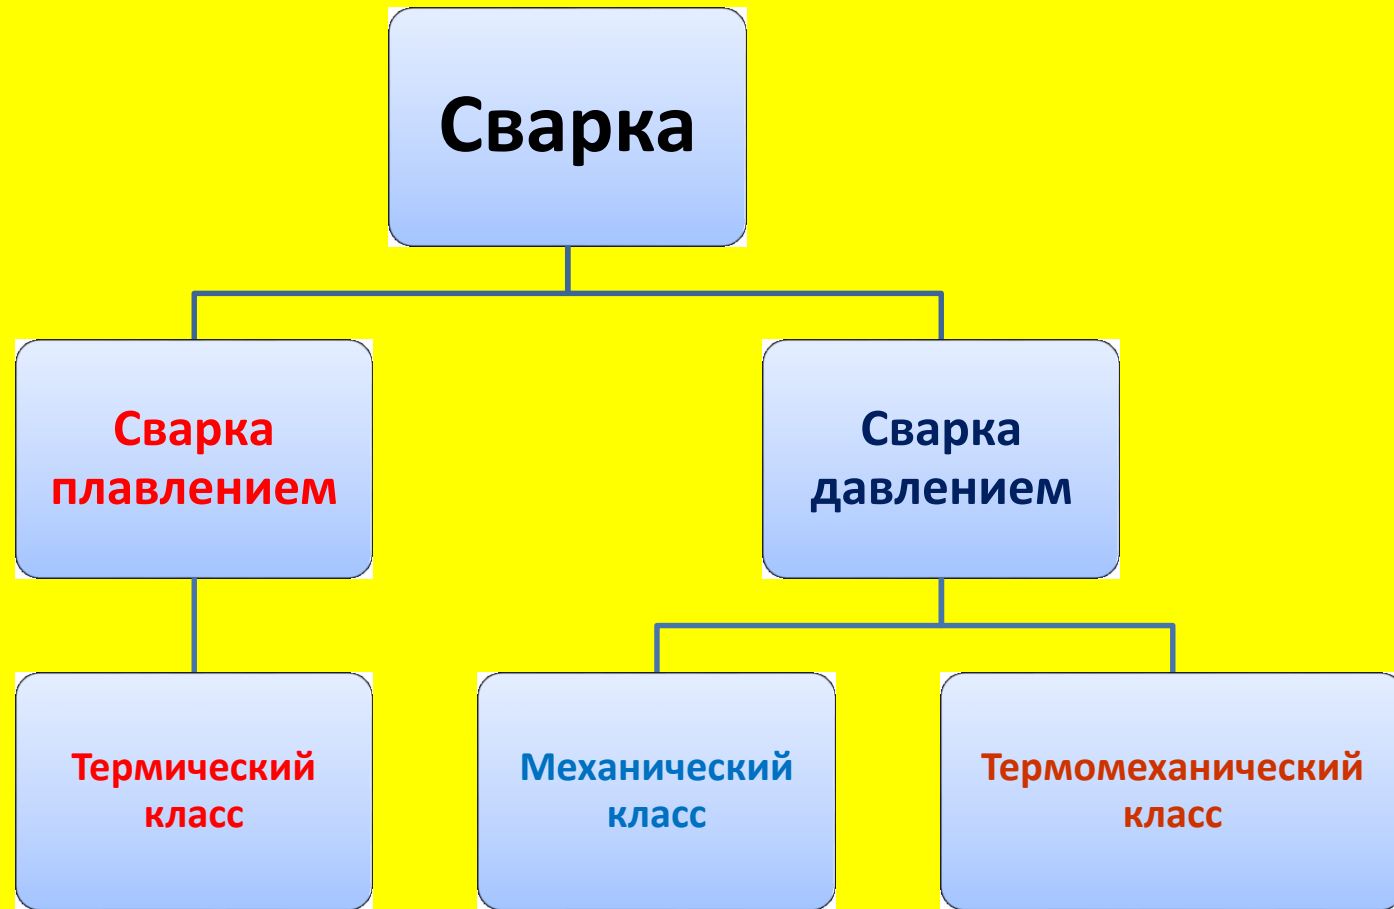 Сварка
Сварка
плавлением
Сварка
давлением
Термический
класс
Механический
класс
Термомеханический
класс